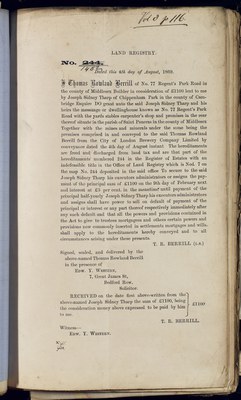 Vol 3 p 116.
LAND REGISTRY.
No. 244.
Dated this 8th day of August, 1868.
I Thomas Rowland Berrill of No. 77 Regent's Park Road in
the county of Middlesex Builder in consideration of £1100 lent to me
by Joseph Sidney Tharp of Chippenham Park in the county of Cam-
bridge Esquire DO grant unto the said Joseph Sidney Tharp and his
heirs the messuage or dwellinghouse known as No. 77 Regent's Park
Road with the yards stables carpenter's shop and premises in the rear
thereof situate in the parish of Saint Pancras in the county of Middlesex
Together with the mines and minerals under the same being the
premises comprised in and conveyed to the said Thomas Rowland
Berrill from the City of London Brewery Company Limited by
conveyance dated the 8th day of August instant The hereditaments
are freed and discharged from land tax and are part of the
hereditaments numbered 244 in the Register of Estates with an
indefeasible title in the Office of Land Registry which is Nod. 7 on
the map No. 244 deposited in the said office To secure to the said
Joseph Sidney Tharp his executors administrators or assigns the pay-
ment of the principal sum of £1100 on the 8th day of February next
and interest at £5 per cent. in the meantime until payment of the
principal half-yearly Joseph Sidney Tharp his executors administrators
and assigns shall have power to sell on default of payment of the
principal or interest or any part thereof respectively immediately after
any such default and that all the powers and provisions contained in
the Act to give to trustees mortgagees and others certain powers and
provisions now commonly inserted in settlements mortgages and wills,
shall apply to the hereditaments hereby conveyed and to all
circumstances arising under these presents.
T. R. BERRILL (L.S.)
Signed, sealed, and delivered by the
above-named Thomas Rowland Berrill
in the presence of
EDW. T. WHITING,
7, Great James St.,
Bedford Row,
Solicitor.
RECEIVED on the date first above-written from the
above-named Joseph Sidney Tharp the sum of £1100, being
the consideration money above expressed to be paid by him
to me.
£1100
T. R. BERRILL.
Witness—
EDW. T. WHITING.